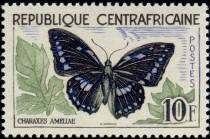 REPUBLIQUE CENTRAFRICAINE
POSTES
CHARAXES AMELIAE
10F